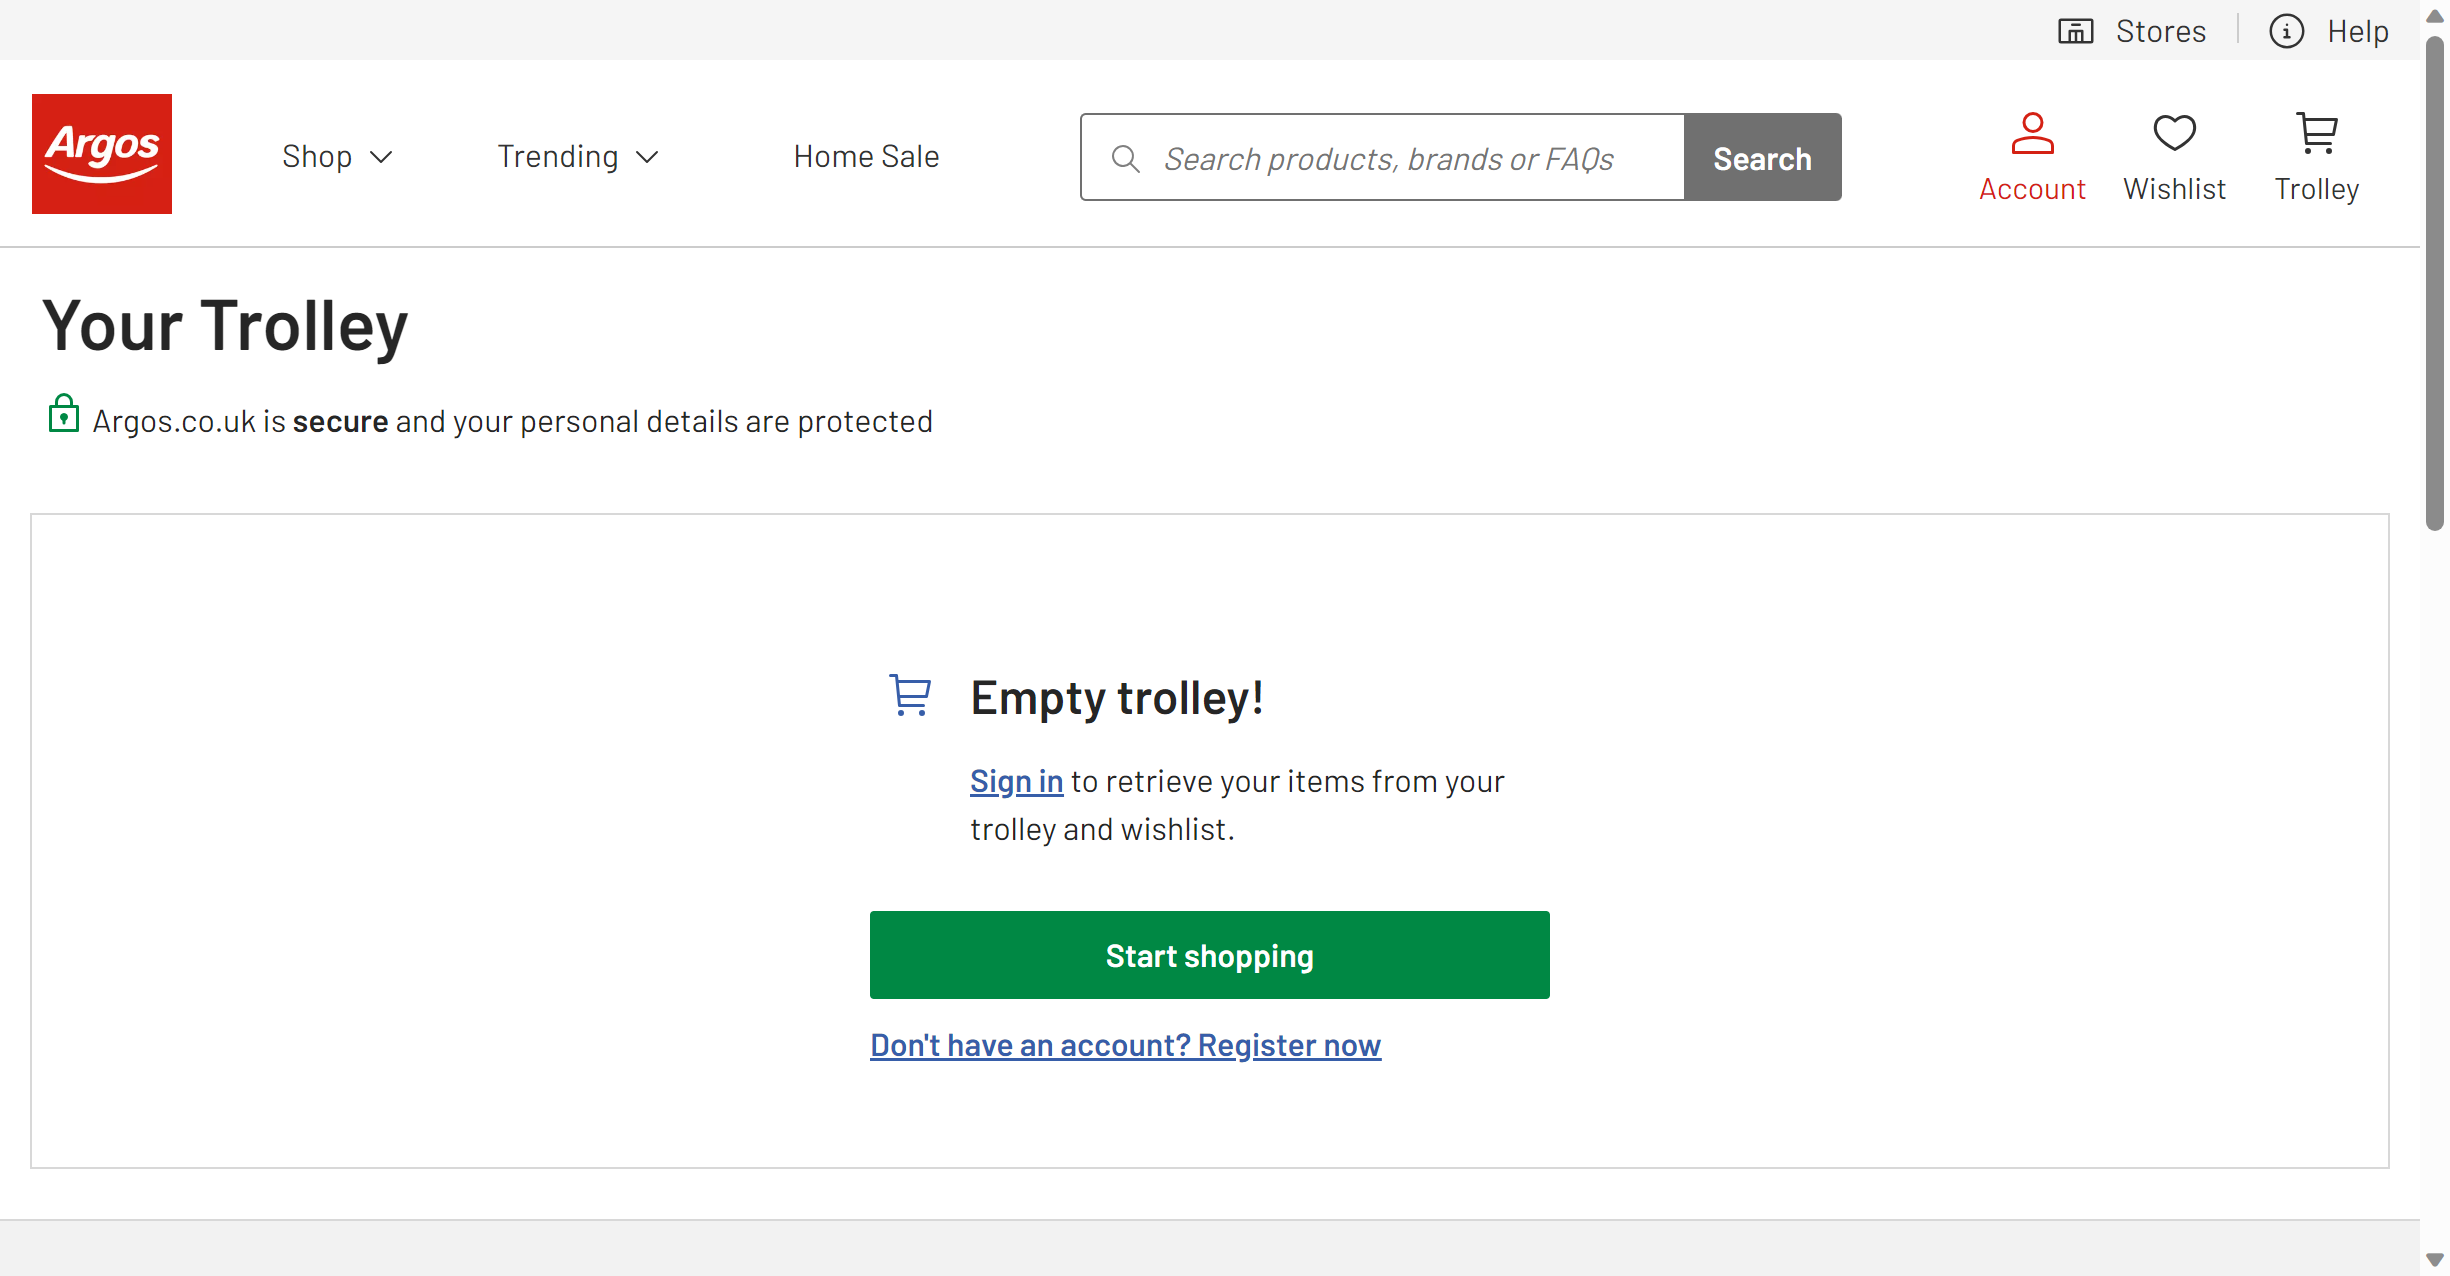 Stores
Help
Argos
Shop
Trending
Home Sale
Search products, brands or FAQs
Search
Account
Wishlist
Trolley
Your Trolley
Argos.co.uk is secure and your personal details are protected
Empty trolley!
Sign in to retrieve your items from your
trolley and wishlist.
Start shopping
Don't have an account? Register now